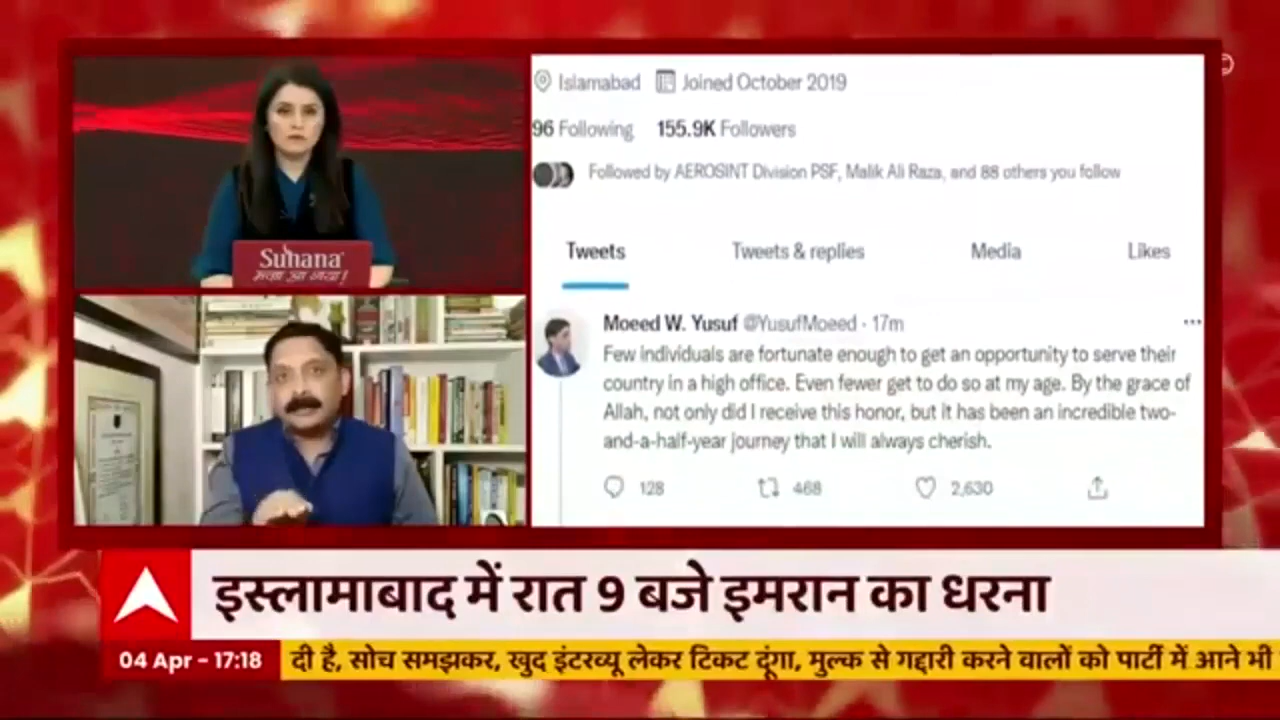 Islamabad Joined October 2019
96 Following 155.9K Followers
Followed by AEROSINT Division PSF, Malik Ali Raza, and 88 others you follow
Tweets Tweets & replies Media Likes
Moeed W. Yusuf @YusufMoeed · 17m ...
Few individuals are fortunate enough to get an opportunity to serve their
country in a high office. Even fewer get to do so at my age. By the grace of
Allah, not only did I receive this honor, but it has been an incredible two-
and-a-half-year journey that I will always cherish.
128 468 2,630
Suhana
मज़ा आ गया!
इस्लामाबाद में रात 9 बजे इमरान का धरना
04 Apr - 17:18
दी है, सोच समझकर, खुद इंटरव्यू लेकर टिकट दूंगा, मुल्क से गद्दारी करने वालों को पार्टी में आने भी